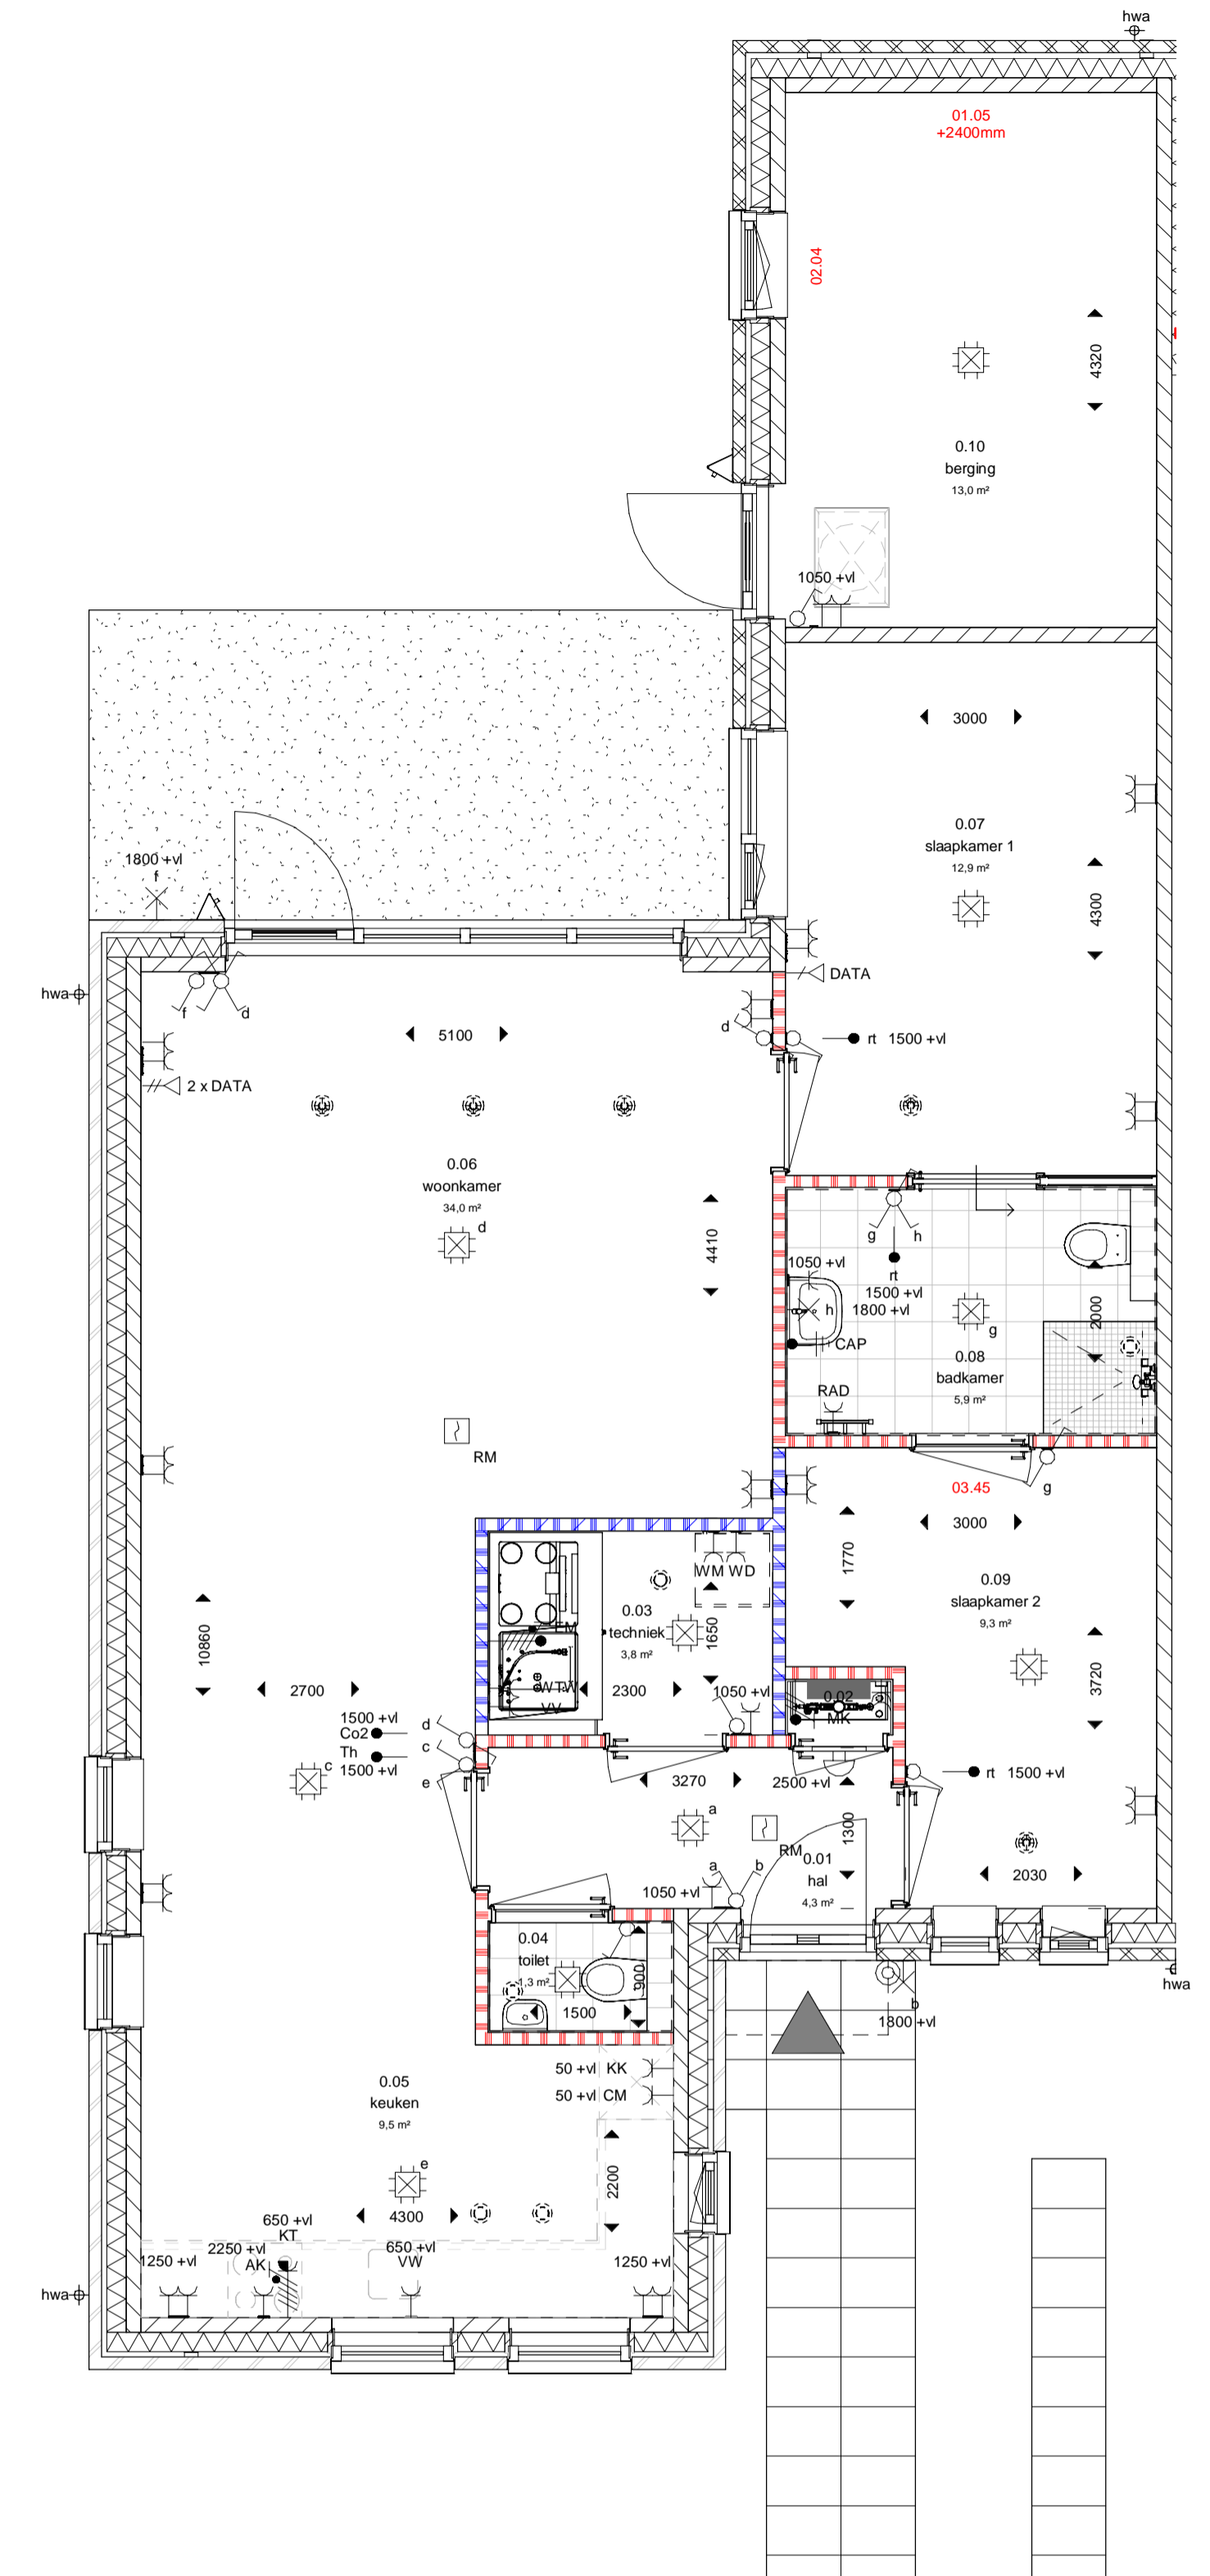 hwa
01.05
+2400mm
02.04
4320
0.10
berging
13,0 m²
1050 +vl
3000
0.07
slaapkamer 1
12,9 m²
4300
1800 +vl
f
hwa
f
d
DATA
d
rt 1500 +vl
5100
2 x DATA
0.06
woonkamer
34,0 m²
d
4410
g
h
rt
1500 +vl
1050 +vl
h
1800 +vl
2000
g
CAP
0.08
badkamer
5,9 m²
RAD
RM
g
03.45
3000
1770
0.09
slaapkamer 2
9,3 m²
WM WD
0.03
techniek
3,8 m²
1650
10860
2700
2300
1050 +vl
WTW
VV
0.02
MK
3720
1500 +vl
Co2
Th
1500 +vl
d
c
e
c
3270
2500 +vl
rt 1500 +vl
a
RM
1300
0.01
hal
4,3 m²
2030
a
b
1050 +vl
0.04
toilet
1,3 m²
900
1500
hwa
b
1800 +vl
50 +vl KK
50 +vl CM
0.05
keuken
9,5 m²
e
2200
4300
650 +vl
KT
2250 +vl
AK
650 +vl
VW
1250 +vl
1250 +vl
hwa